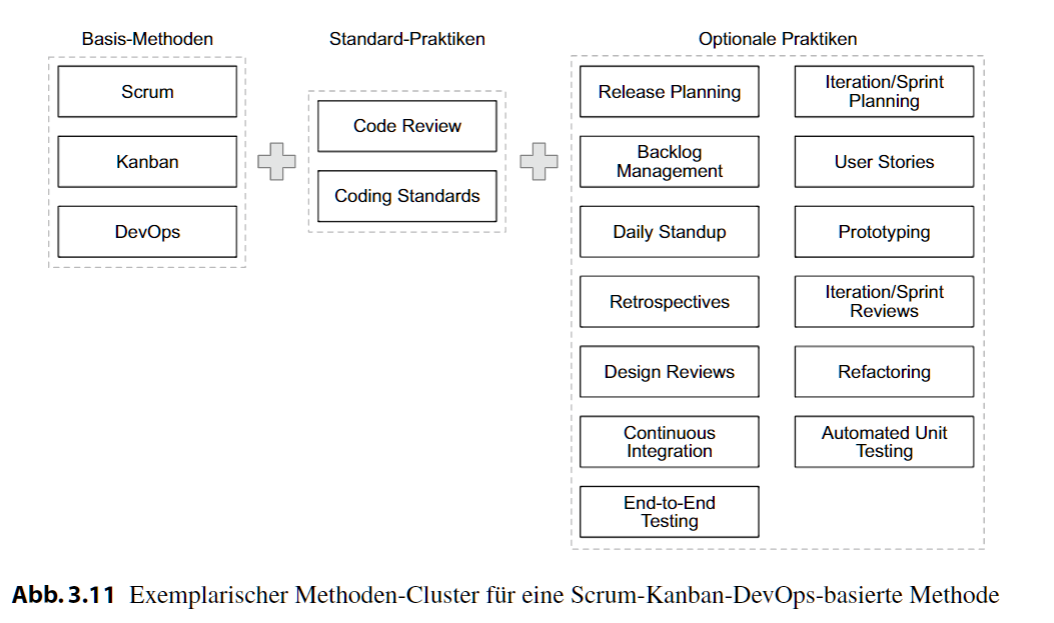 Basis-Methoden
Standard-Praktiken
Optionale Praktiken
Scrum
Kanban
DevOps
Code Review
Coding Standards
Release Planning
Iteration/Sprint
Planning
Backlog
Management
User Stories
Daily Standup
Prototyping
Retrospectives
Iteration/Sprint
Reviews
Design Reviews
Refactoring
Continuous
Integration
Automated Unit
Testing
End-to-End
Testing
Abb. 3.11 Exemplarischer Methoden-Cluster für eine Scrum-Kanban-DevOps-basierte Methode